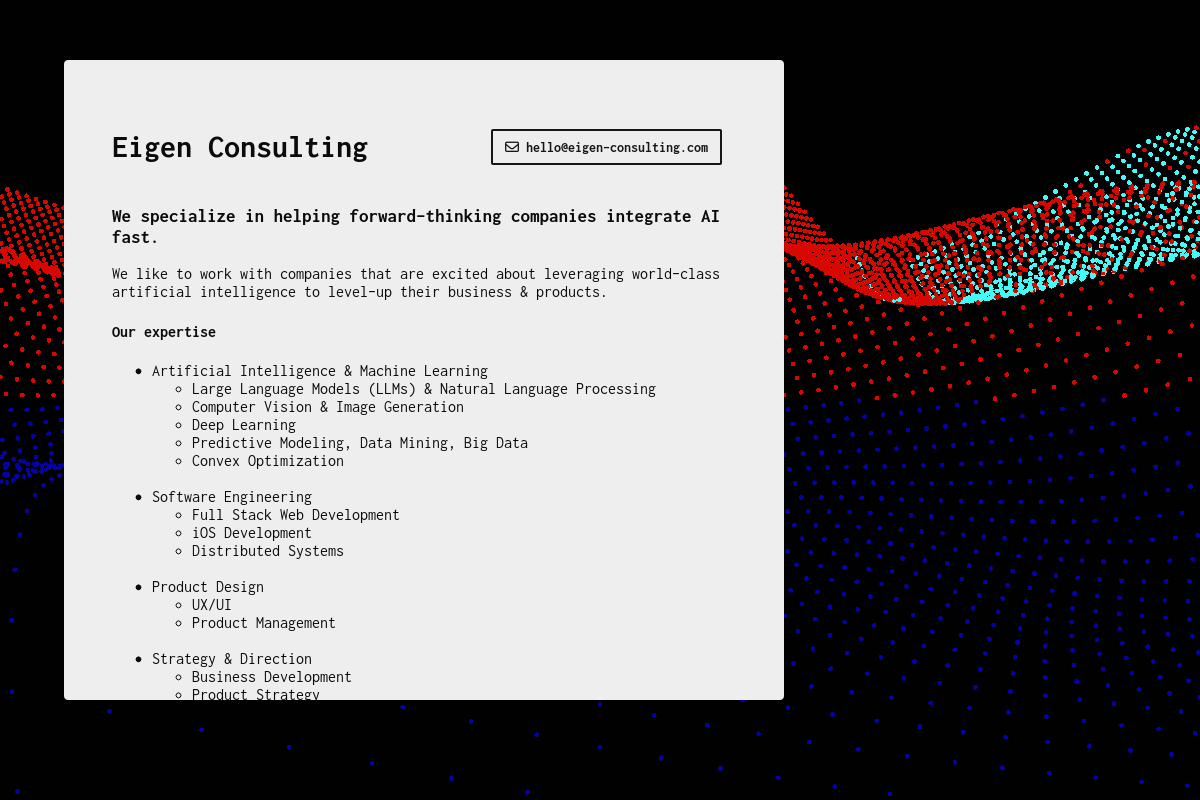 Eigen Consulting
hello@eigen-consulting.com
We specialize in helping forward-thinking companies integrate AI
fast.
We like to work with companies that are excited about leveraging world-class
artificial intelligence to level-up their business & products.
Our expertise
Artificial Intelligence & Machine Learning
Large Language Models (LLMs) & Natural Language Processing
Computer Vision & Image Generation
Deep Learning
Predictive Modeling, Data Mining, Big Data
Convex Optimization
Software Engineering
Full Stack Web Development
iOS Development
Distributed Systems
Product Design
UX/UI
Product Management
Strategy & Direction
Business Development
Product Strategy